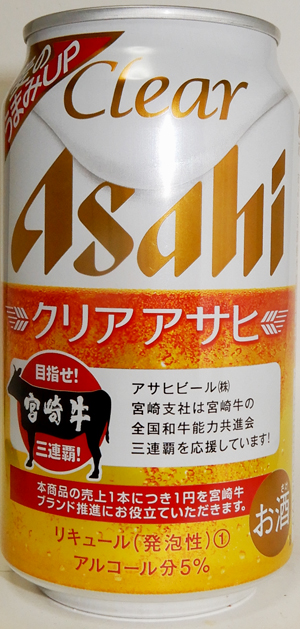 の
うまみUP
Clear
Asahi
クリア アサヒ
目指せ!
宮崎牛
三連覇!
アサヒビール㈱
宮崎支社は宮崎牛の
全国和牛能力共進会
三連覇を応援しています!
本商品の売上1本につき1円を宮崎牛
ブランド推進にお役立ていただきます。
お酒
リキュール(発泡性)①
アルコール分5%